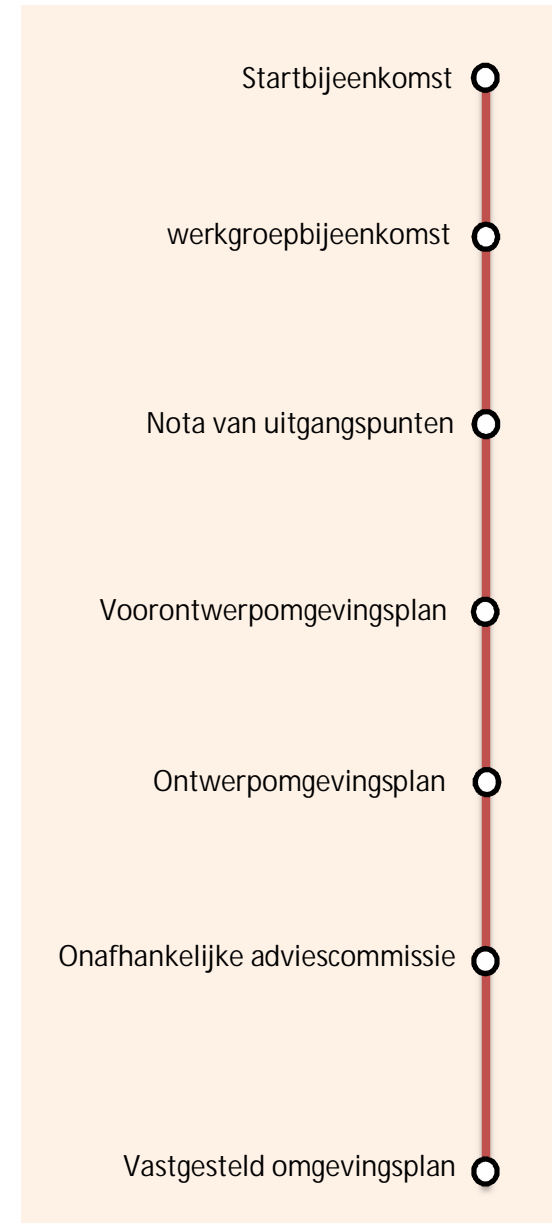 Startbijeenkomst
werkgroepbijeenkomst
Nota van uitgangspunten
Voorontwerpomgevingsplan
Ontwerpomgevingsplan
Onafhankelijke adviescommissie
Vastgesteld omgevingsplan